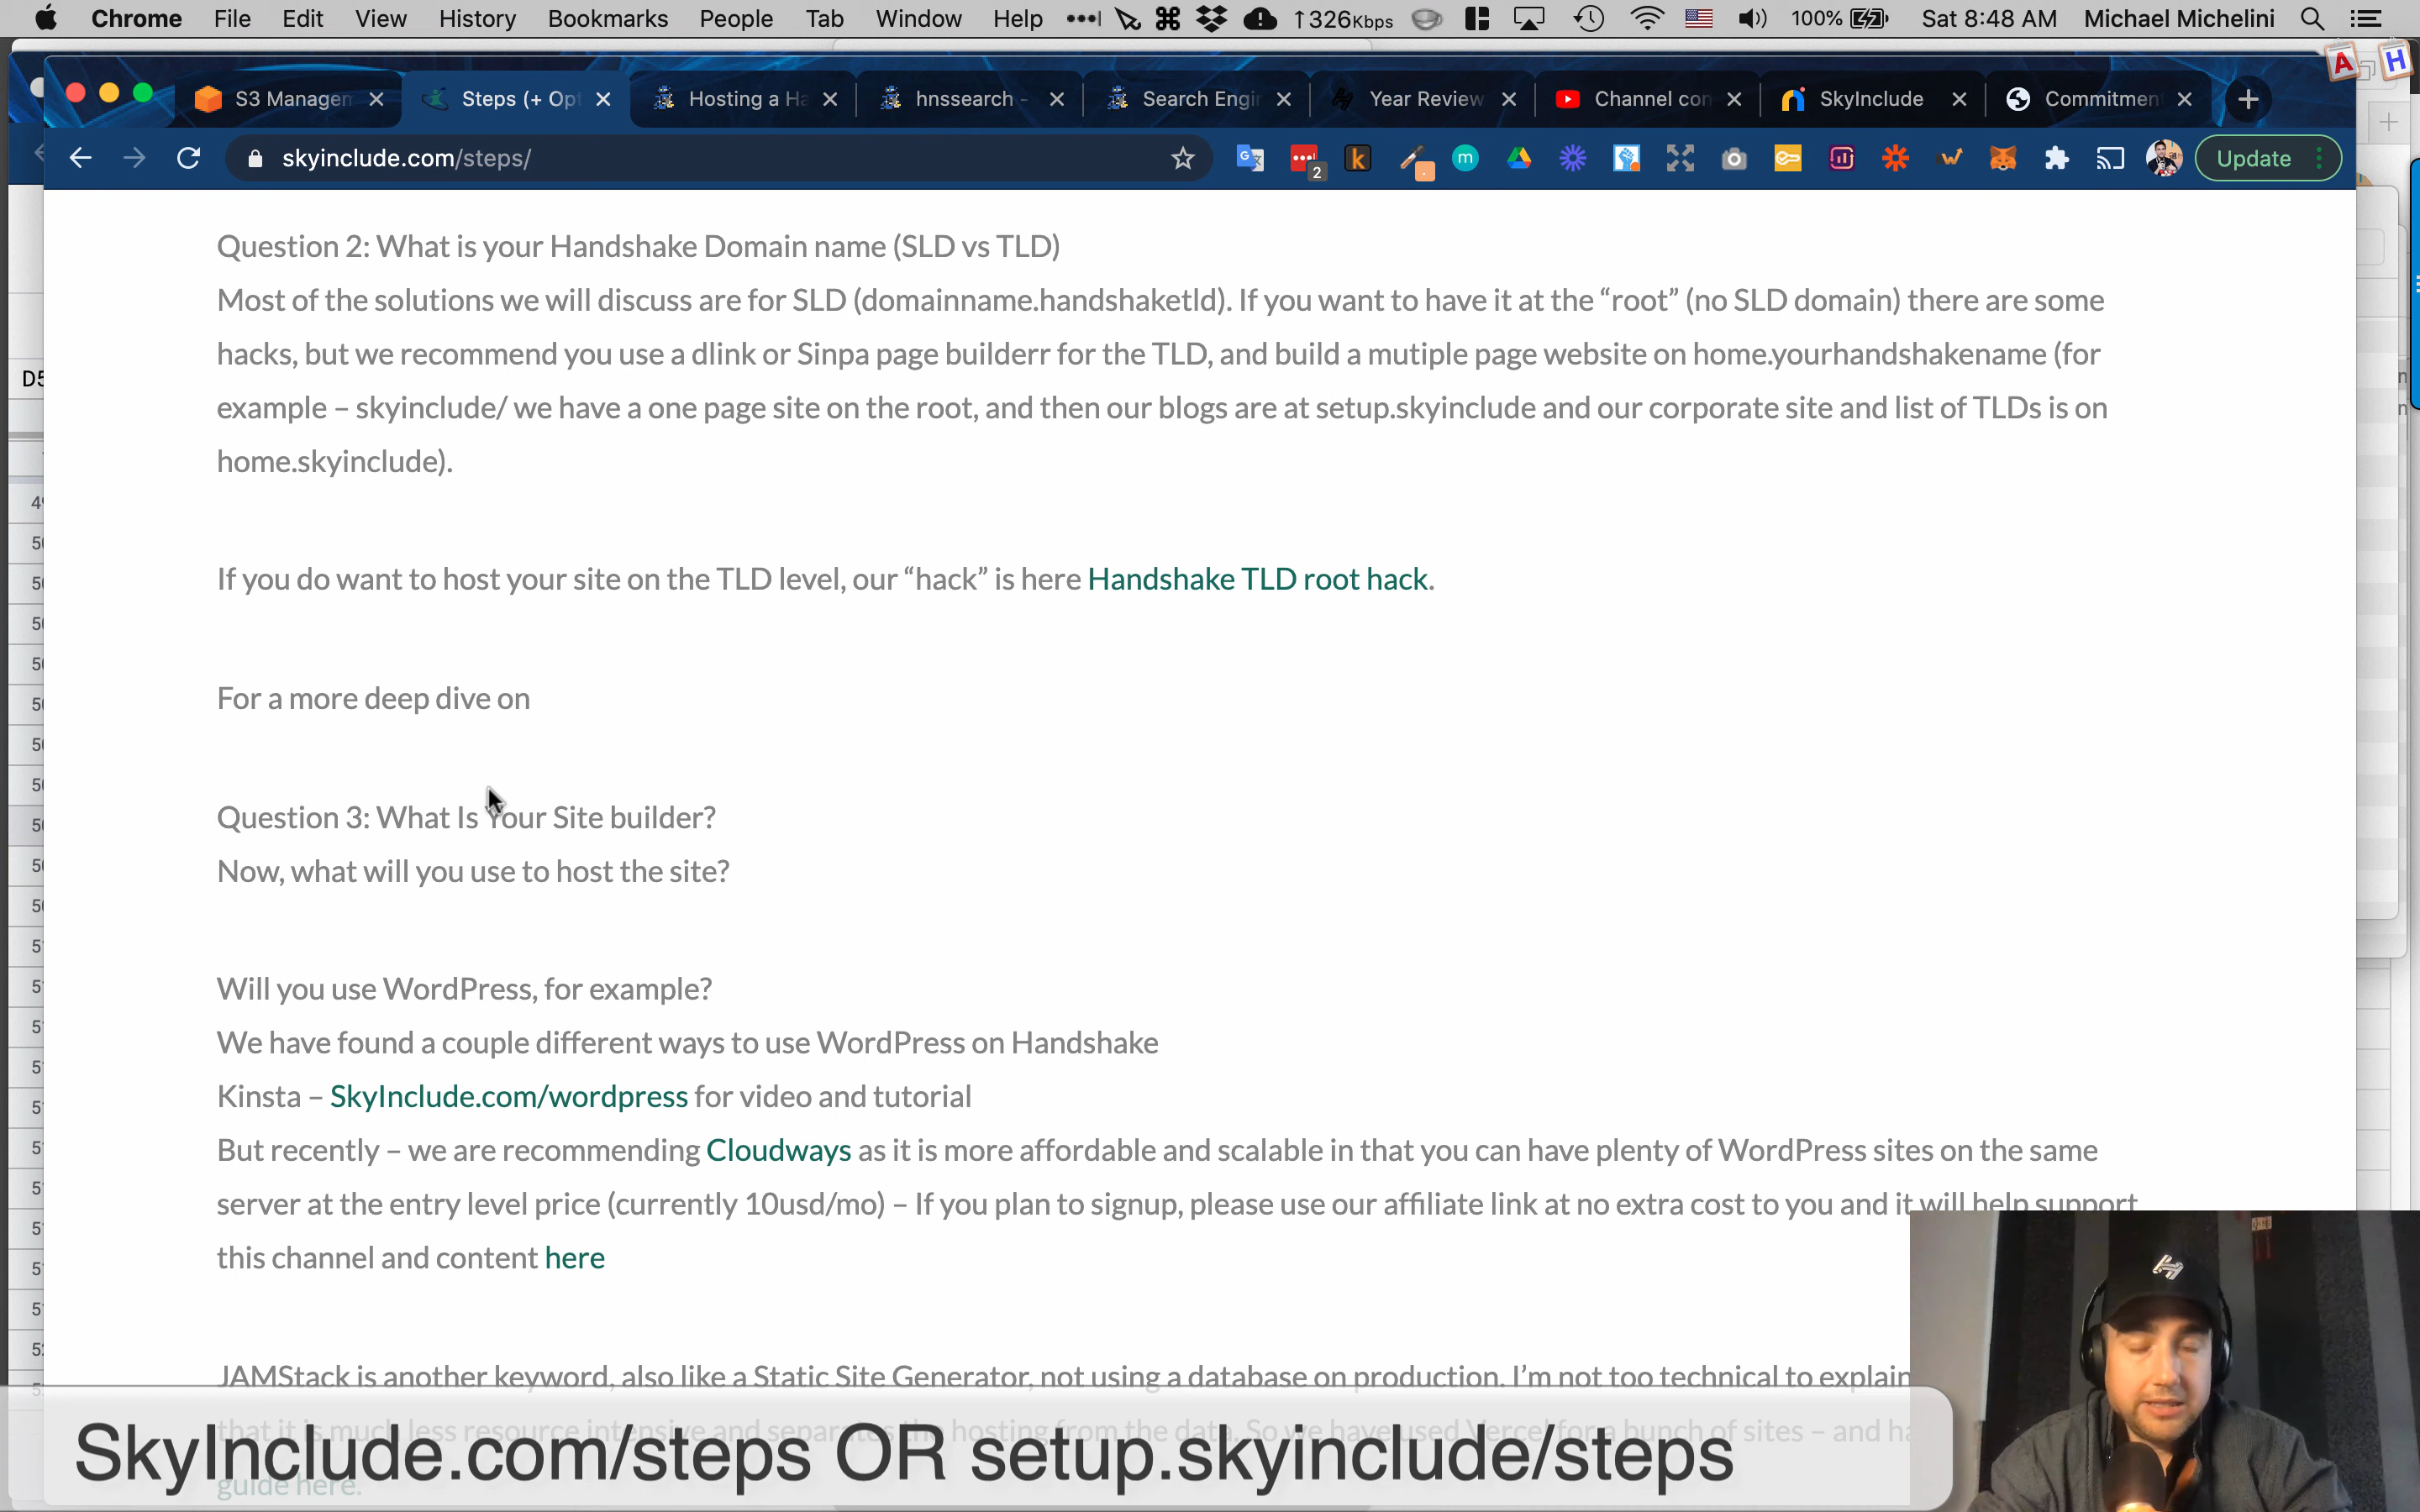 Chrome File Edit View History Bookmarks People Tab Window Help ↑326Kbps 100% Sat 8:48 AM Michael Michelini
A H
S3 Managem Steps (+ Opt Hosting a Ha hnssearch - Search Engin Year Review Channel con SkyInclude Commitmen
skyinclude.com/steps/ 2 k m Update
Question 2: What is your Handshake Domain name (SLD vs TLD)
Most of the solutions we will discuss are for SLD (domainname.handshaketld). If you want to have it at the “root” (no SLD domain) there are some
hacks, but we recommend you use a dlink or Sinpa page builderr for the TLD, and build a mutiple page website on home.yourhandshakename (for
example – skyinclude/ we have a one page site on the root, and then our blogs are at setup.skyinclude and our corporate site and list of TLDs is on
home.skyinclude).
If you do want to host your site on the TLD level, our “hack” is here Handshake TLD root hack.
For a more deep dive on
Question 3: What Is Your Site builder?
Now, what will you use to host the site?
Will you use WordPress, for example?
We have found a couple different ways to use WordPress on Handshake
Kinsta – SkyInclude.com/wordpress for video and tutorial
But recently – we are recommending Cloudways as it is more affordable and scalable in that you can have plenty of WordPress sites on the same
server at the entry level price (currently 10usd/mo) – If you plan to signup, please use our affiliate link at no extra cost to you and it will help support
this channel and content here
JAMStack is another keyword, also like a Static Site Generator, not using a database on production. I’m not too technical to explain
that it is much less resource intensive and separates the hosting from the data. So we have used Vercel for a bunch of sites – and ha
guide here.
SkyInclude.com/steps OR setup.skyinclude/steps